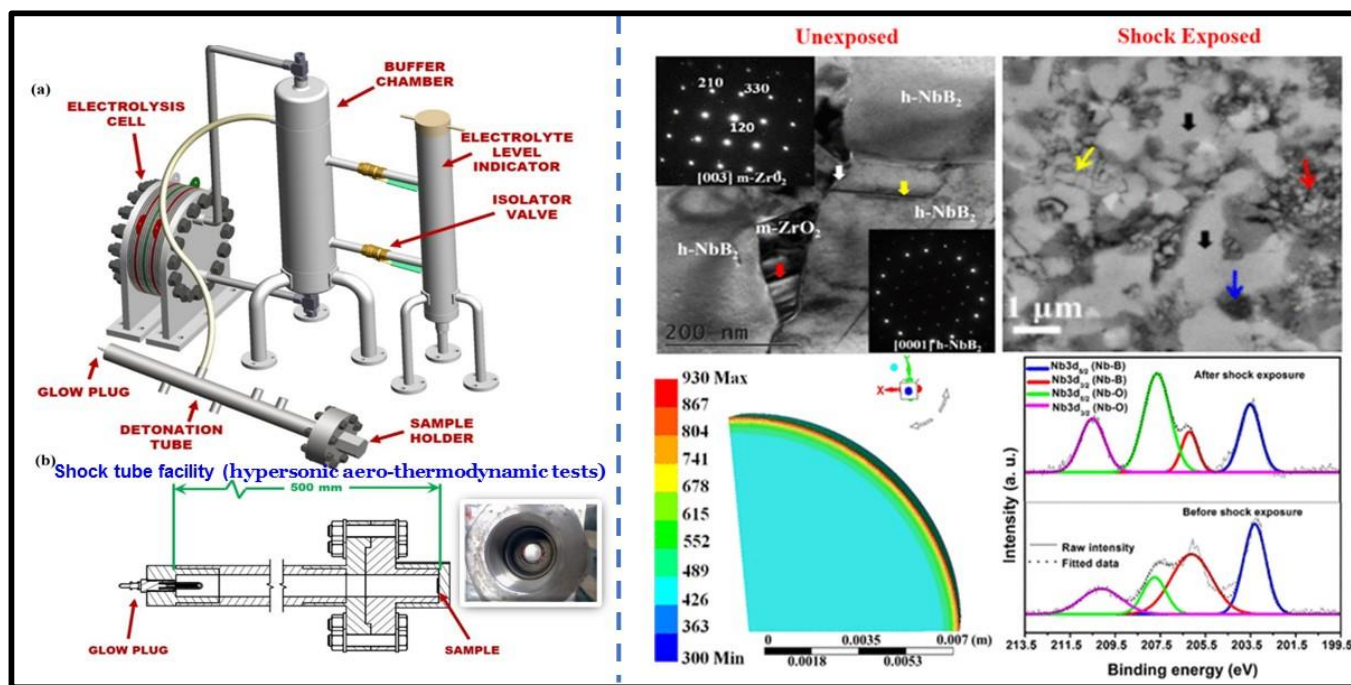 (a)
BUFFER
CHAMBER
ELECTROLYSIS
CELL
ELECTROLYTE
LEVEL
INDICATOR
ISOLATOR
VALVE
GLOW PLUG
DETONATION
TUBE
SAMPLE
HOLDER
(b)
Shock tube facility (hypersonic aero-thermodynamic tests)
500 mm
GLOW PLUG
SAMPLE
Unexposed
Shock Exposed
210
330
120
[003] m-ZrO₂
h-NbB₂
h-NbB₂
m-ZrO₂
h-NbB₂
[0001] h-NbB₂
200 nm
1 µm
930 Max
867
804
741
678
615
552
489
426
363
300 Min
Y
X
0
0.0035
0.007 (m)
0.0018
0.0053
Nb3d₅/₂ (Nb-B)
Nb3d₃/₂ (Nb-B)
Nb3d₅/₂ (Nb-O)
Nb3d₃/₂ (Nb-O)
After shock exposure
Before shock exposure
Raw intensity
Fitted data
Intensity (a. u.)
213.5 211.5 209.5 207.5 205.5 203.5 201.5 199.5
Binding energy (eV)